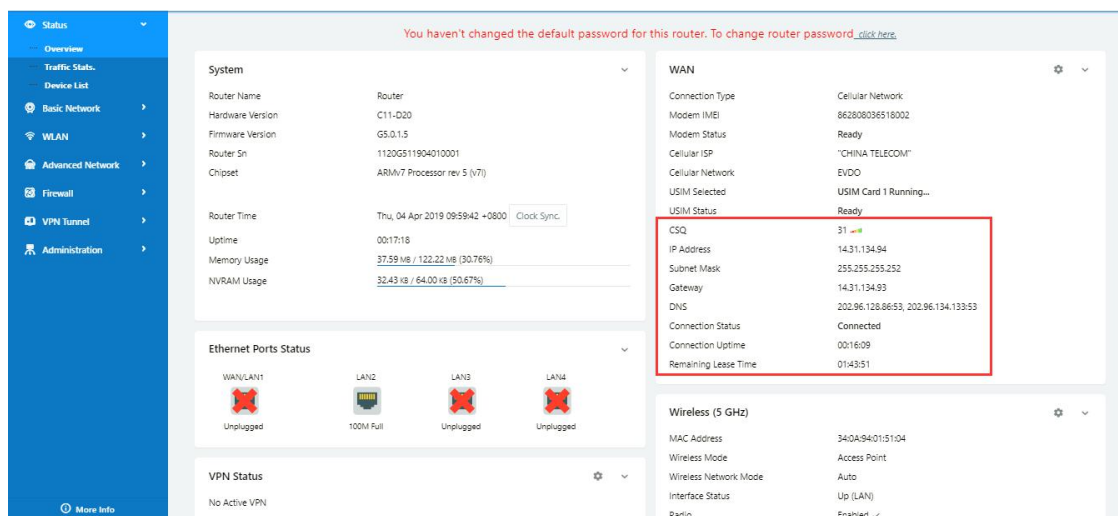 Status
Overview
Traffic Stats.
Device List
Basic Network
WLAN
Advanced Network
Firewall
VPN Tunnel
Administration
More Info
You haven't changed the default password for this router. To change router password click here.
System
Router Name Router
Hardware Version C11-D20
Firmware Version G5.0.1.5
Router Sn 1120G511904010001
Chipset ARMv7 Processor rev 5 (v7l)
Router Time Thu, 04 Apr 2019 09:59:42 +0800 Clock Sync.
Uptime 00:17:18
Memory Usage 37.59 MB / 122.22 MB (30.76%)
NVRAM Usage 32.43 KB / 64.00 KB (50.67%)
Ethernet Ports Status
WAN/LAN1 LAN2 LAN3 LAN4
Unplugged 100M Full Unplugged Unplugged
VPN Status
No Active VPN
WAN
Connection Type Cellular Network
Modem IMEI 862808036518002
Modem Status Ready
Cellular ISP "CHINA TELECOM"
Cellular Network EVDO
USIM Selected USIM Card 1 Running...
USIM Status Ready
CSQ 31
IP Address 14.31.134.94
Subnet Mask 255.255.255.252
Gateway 14.31.134.93
DNS 202.96.128.86:53, 202.96.134.133:53
Connection Status Connected
Connection Uptime 00:16:09
Remaining Lease Time 01:43:51
Wireless (5 GHz)
MAC Address 34:0A:94:01:51:04
Wireless Mode Access Point
Wireless Network Mode Auto
Interface Status Up (LAN)
Radio Enabled